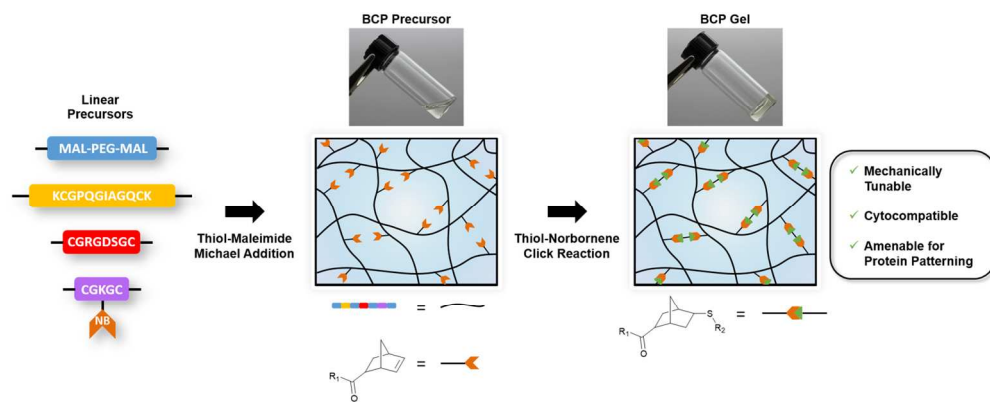 Linear
Precursors
MAL-PEG-MAL
KCGPQGIAGQCK
CGRGDSGC
CGKGC
NB
Thiol-Maleimide
Michael Addition
BCP Precursor
=
R1
O
=
Thiol-Norbornene
Click Reaction
BCP Gel
R1
O
S
R2
=
✓ Mechanically
Tunable
✓ Cytocompatible
✓ Amenable for
Protein Patterning